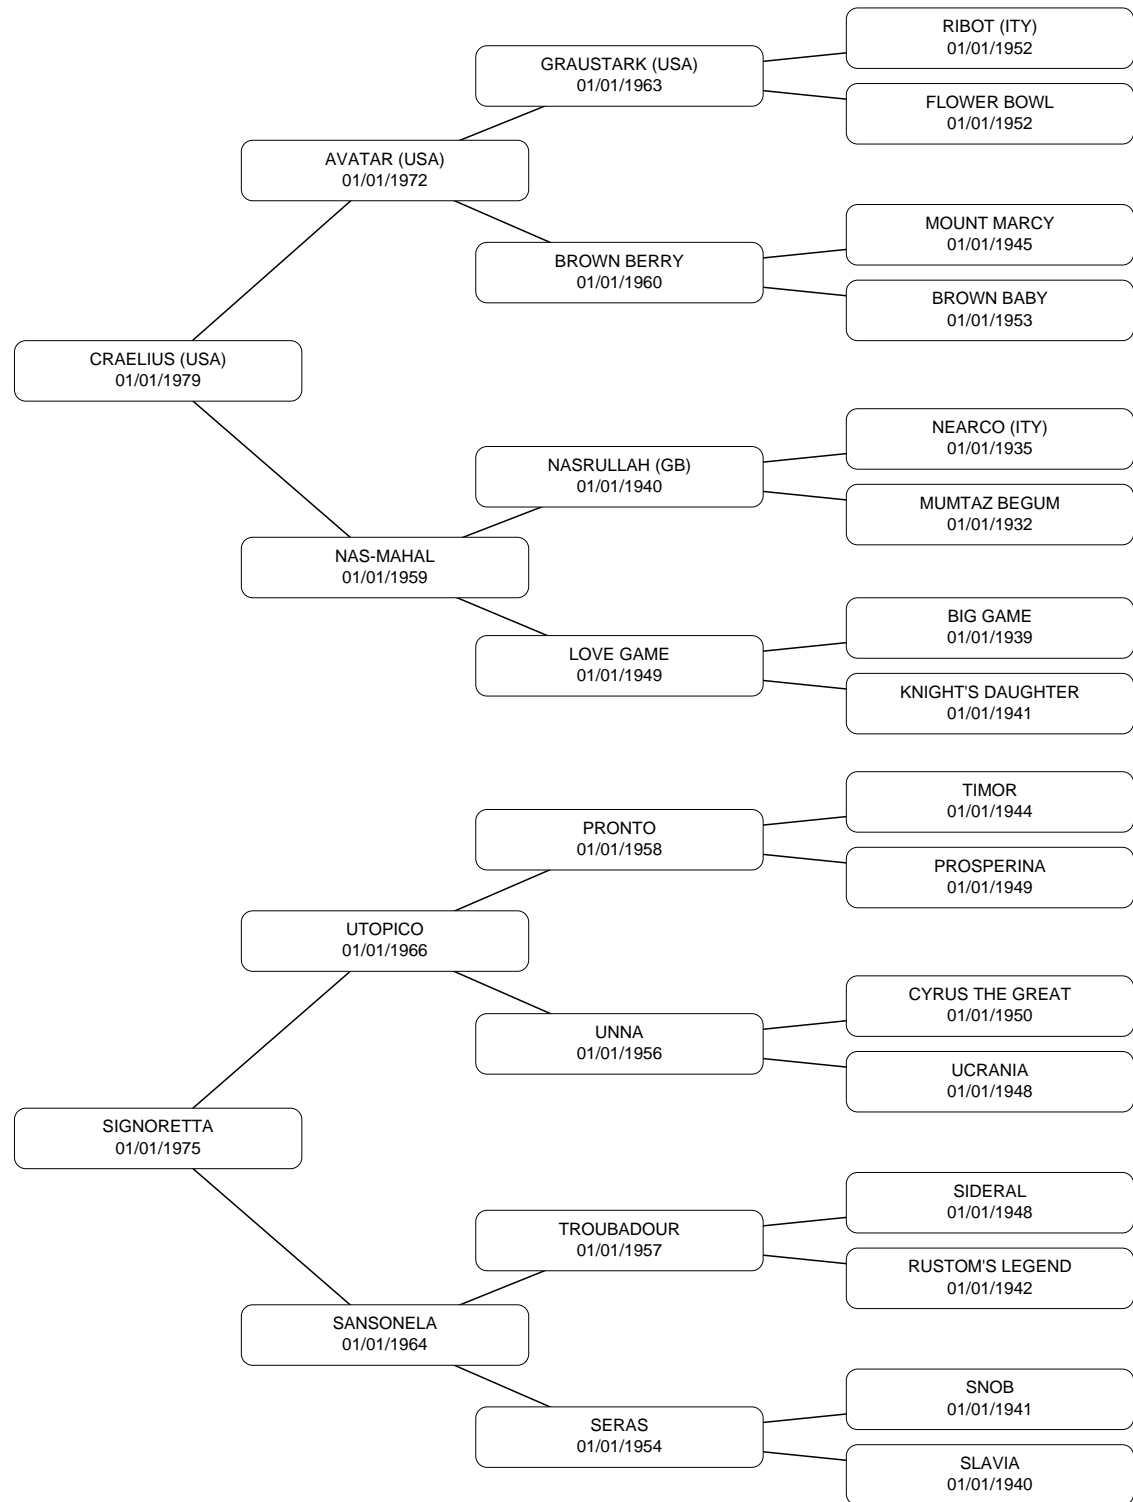 RIBOT (ITY)
01/01/1952
GRAUSTARK (USA)
01/01/1963
FLOWER BOWL
01/01/1952
AVATAR (USA)
01/01/1972
MOUNT MARCY
01/01/1945
BROWN BERRY
01/01/1960
BROWN BABY
01/01/1953
CRAELIUS (USA)
01/01/1979
NEARCO (ITY)
01/01/1935
NASRULLAH (GB)
01/01/1940
MUMTAZ BEGUM
01/01/1932
NAS-MAHAL
01/01/1959
BIG GAME
01/01/1939
LOVE GAME
01/01/1949
KNIGHT'S DAUGHTER
01/01/1941
TIMOR
01/01/1944
PRONTO
01/01/1958
PROSPERINA
01/01/1949
UTOPICO
01/01/1966
CYRUS THE GREAT
01/01/1950
UNNA
01/01/1956
UCRANIA
01/01/1948
SIGNORETTA
01/01/1975
SIDERAL
01/01/1948
TROUBADOUR
01/01/1957
RUSTOM'S LEGEND
01/01/1942
SANSONELA
01/01/1964
SNOB
01/01/1941
SERAS
01/01/1954
SLAVIA
01/01/1940